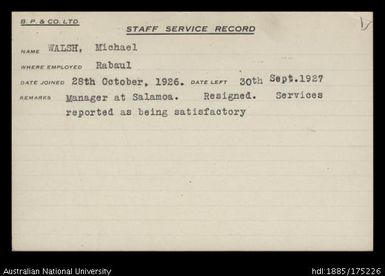 B. P. & CO. LTD.
STAFF SERVICE RECORD
NAME WALSH, Michael
WHERE EMPLOYED Rabaul
DATE JOINED 28th October, 1926. DATE LEFT 30th Sept.1927
REMARKS Manager at Salamoa. Resigned. Services
reported as being satisfactory
Australian National University
hdl:1885/175226